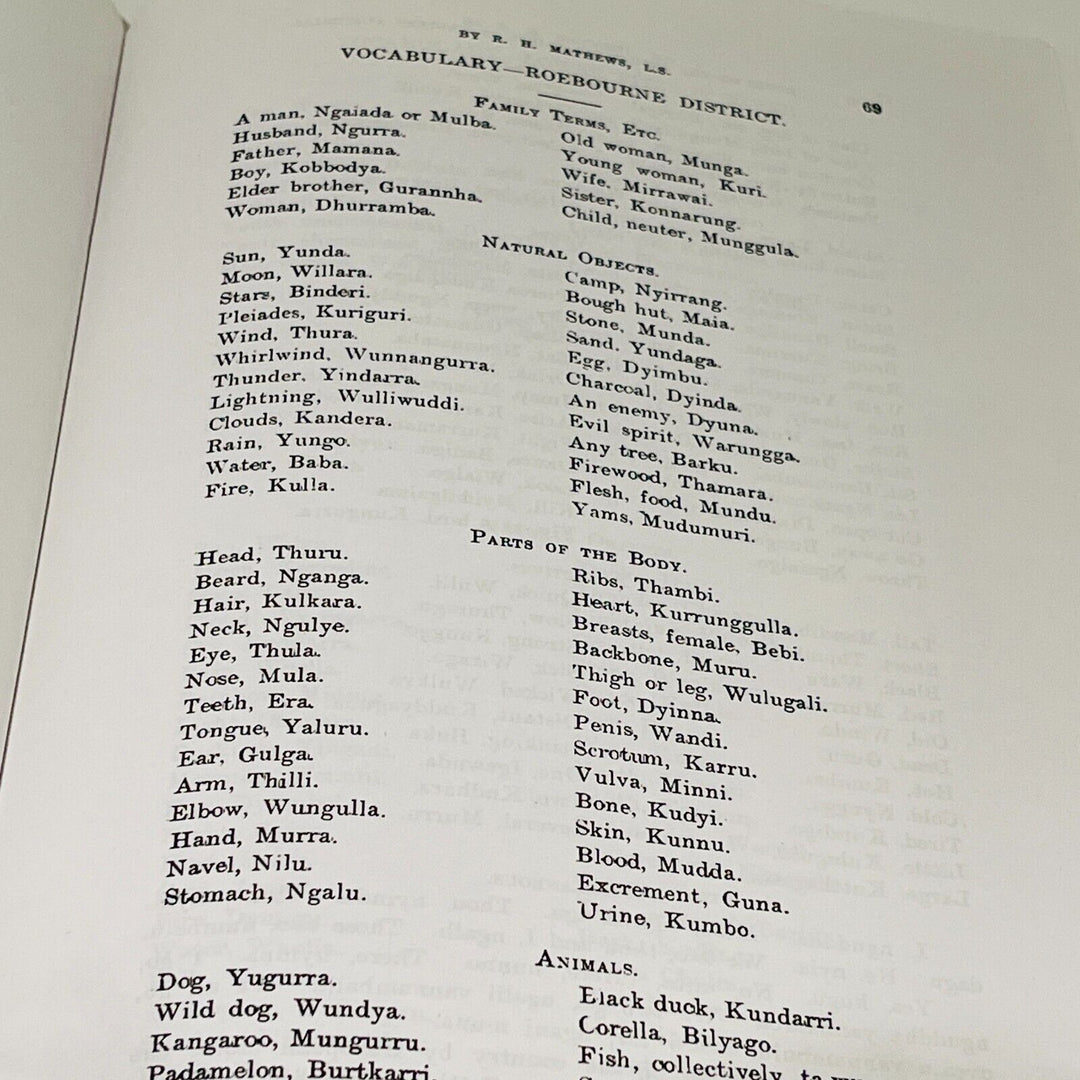 BY R. H. MATHEWS, L.S. 69
VOCABULARY—ROEBOURNE DISTRICT.
FAMILY TERMS, ETC.
A man, Ngaiada or Mulba.
Husband, Ngurra.
Father, Mamana.
Boy, Kobbodya.
Elder brother, Gurannha.
Woman, Dhurramba.
Old woman, Munga.
Young woman, Kuri.
Wife, Mirrawai.
Sister, Konnarung.
Child, neuter, Munggula.
NATURAL OBJECTS.
Sun, Yunda.
Moon, Willara.
Stars, Binderi.
Pleiades, Kuriguri.
Wind, Thura.
Whirlwind, Wunnangurra.
Thunder, Yindarra.
Lightning, Wulliwuddi.
Clouds, Kandera.
Rain, Yungo.
Water, Baba.
Fire, Kulla.
Camp, Nyirrang.
Bough hut, Maia.
Stone, Munda.
Sand, Yundaga.
Egg, Dyimbu.
Charcoal, Dyinda.
An enemy, Dyuna.
Evil spirit, Warungga.
Any tree, Barku.
Firewood, Thamara.
Flesh, food, Mundu.
Yams, Mudumuri.
PARTS OF THE BODY.
Head, Thuru.
Beard, Nganga.
Hair, Kulkara.
Neck, Ngulye.
Eye, Thula.
Nose, Mula.
Teeth, Era.
Tongue, Yaluru.
Ear, Gulga.
Arm, Thilli.
Elbow, Wungulla.
Hand, Murra.
Navel, Nilu.
Stomach, Ngalu.
Ribs, Thambi.
Heart, Kurrunggulla.
Breasts, female, Bebi.
Backbone, Muru.
Thigh or leg, Wulugali.
Foot, Dyinna.
Penis, Wandi.
Scrotum, Karru.
Vulva, Minni.
Bone, Kudyi.
Skin, Kunnu.
Blood, Mudda.
Excrement, Guna.
Urine, Kumbo.
ANIMALS.
Dog, Yugurra.
Wild dog, Wundya.
Kangaroo, Mungurru.
Padamelon, Burtkarri.
Black duck, Kundarri.
Corella, Bilyago.
Fish, collectively,